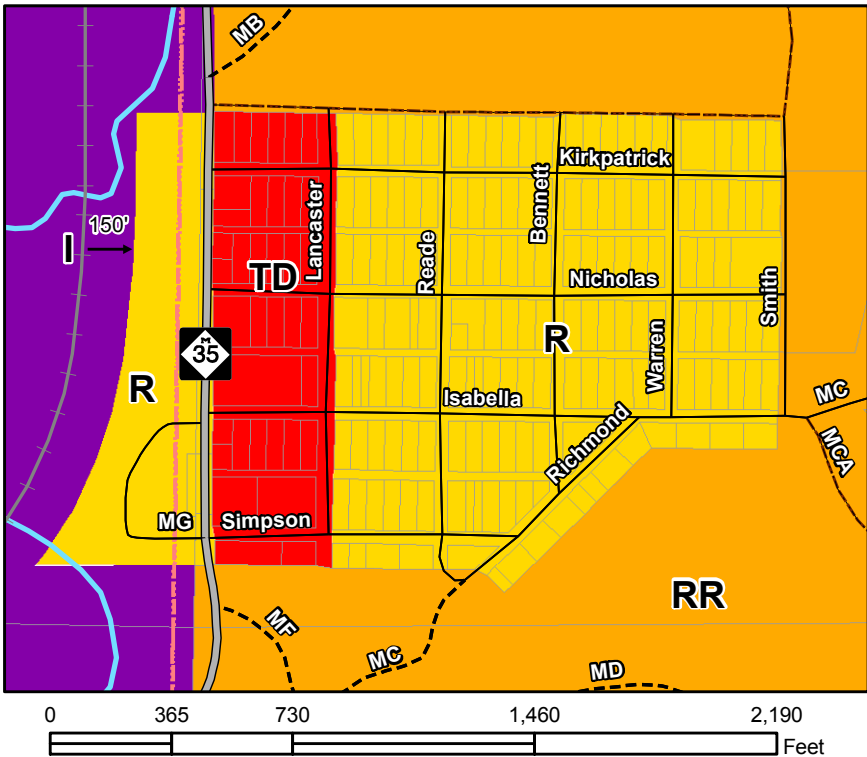 MB
Kirkpatrick
Lancaster
Bennett
150'
I
Reade
TD
Nicholas
Smith
M
35
R
R
Warren
Isabella
MC
Richmond
MCA
MG
Simpson
RR
MF
MC
MD
0
365
730
1,460
2,190
Feet